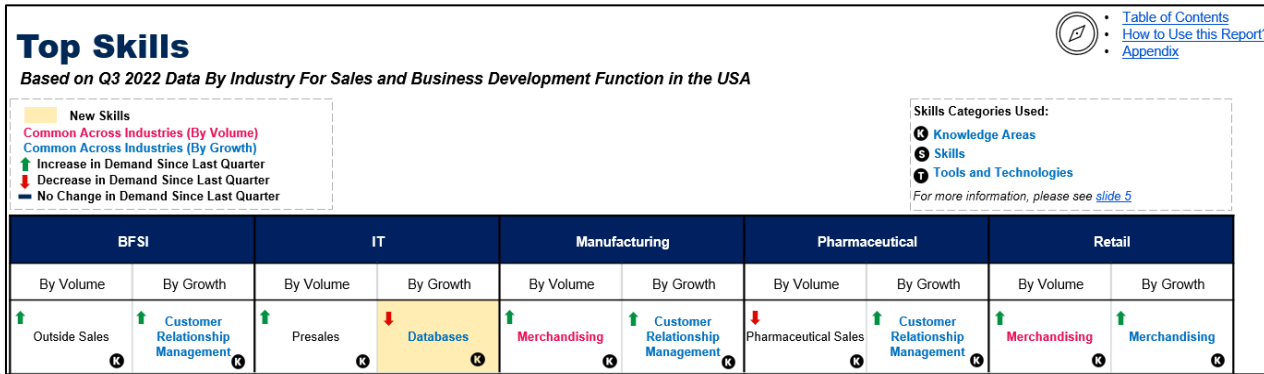 Top Skills
Based on Q3 2022 Data By Industry For Sales and Business Development Function in the USA
• Table of Contents
• How to Use this Report?
• Appendix
New Skills
Common Across Industries (By Volume)
Common Across Industries (By Growth)
Increase in Demand Since Last Quarter
Decrease in Demand Since Last Quarter
No Change in Demand Since Last Quarter
Skills Categories Used:
K Knowledge Areas
S Skills
T Tools and Technologies
For more information, please see slide 5
BFSI
IT
Manufacturing
Pharmaceutical
Retail
By Volume
By Growth
By Volume
By Growth
By Volume
By Growth
By Volume
By Growth
By Volume
By Growth
Outside Sales
K
Customer
Relationship
Management
K
Presales
K
Databases
K
Merchandising
K
Customer
Relationship
Management
K
Pharmaceutical Sales
K
Customer
Relationship
Management
K
Merchandising
K
Merchandising
K